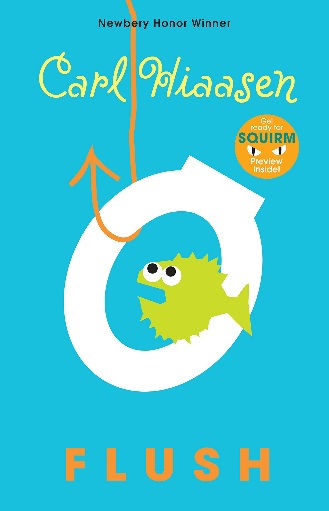 Newbery Honor Winner
Carl Hiaasen
Get
ready for
SQUIRM
Preview
Inside!
FLUSH